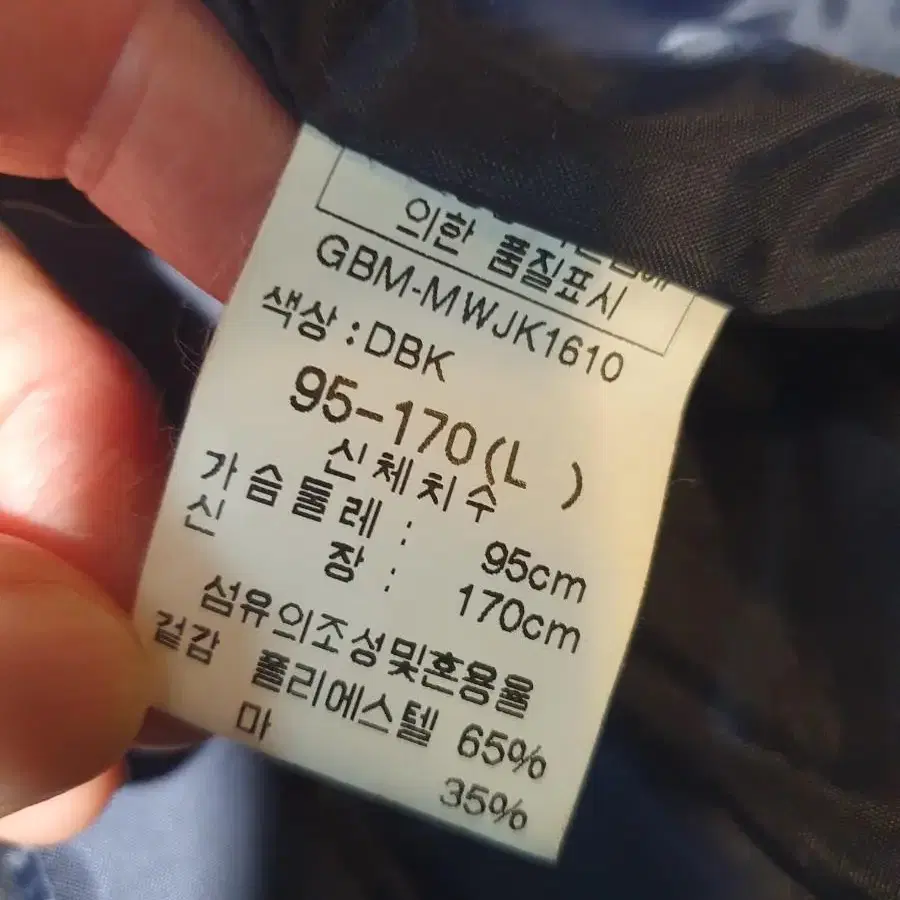 의한 품질표시
GBM-MWJK1610
색상:DBK
95-170(L )
신체치수
가슴둘레: 95cm
신 장: 170cm
섬유의조성및혼용율
겉감 폴리에스텔 65%
마 35%